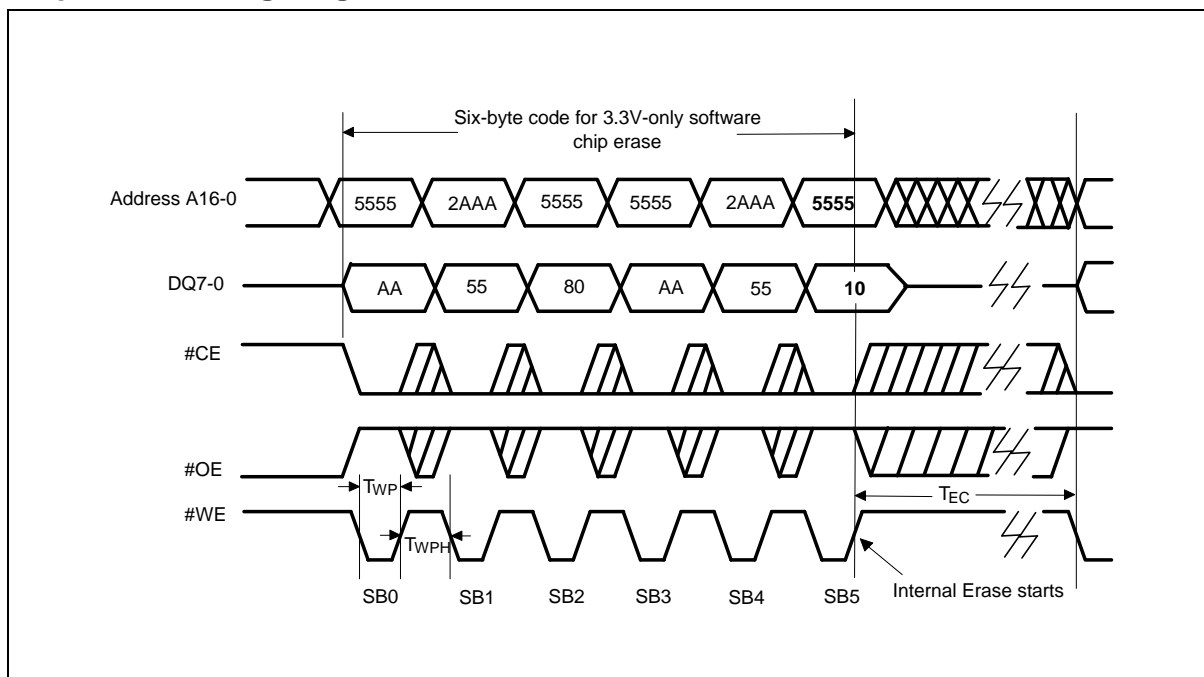 Six-byte code for 3.3V-only software
chip erase
Address A16-0
5555 2AAA 5555 5555 2AAA 5555
DQ7-0
AA 55 80 AA 55 10
#CE
#OE
TWP
TEC
#WE
TWPH
Internal Erase starts
SB0 SB1 SB2 SB3 SB4 SB5